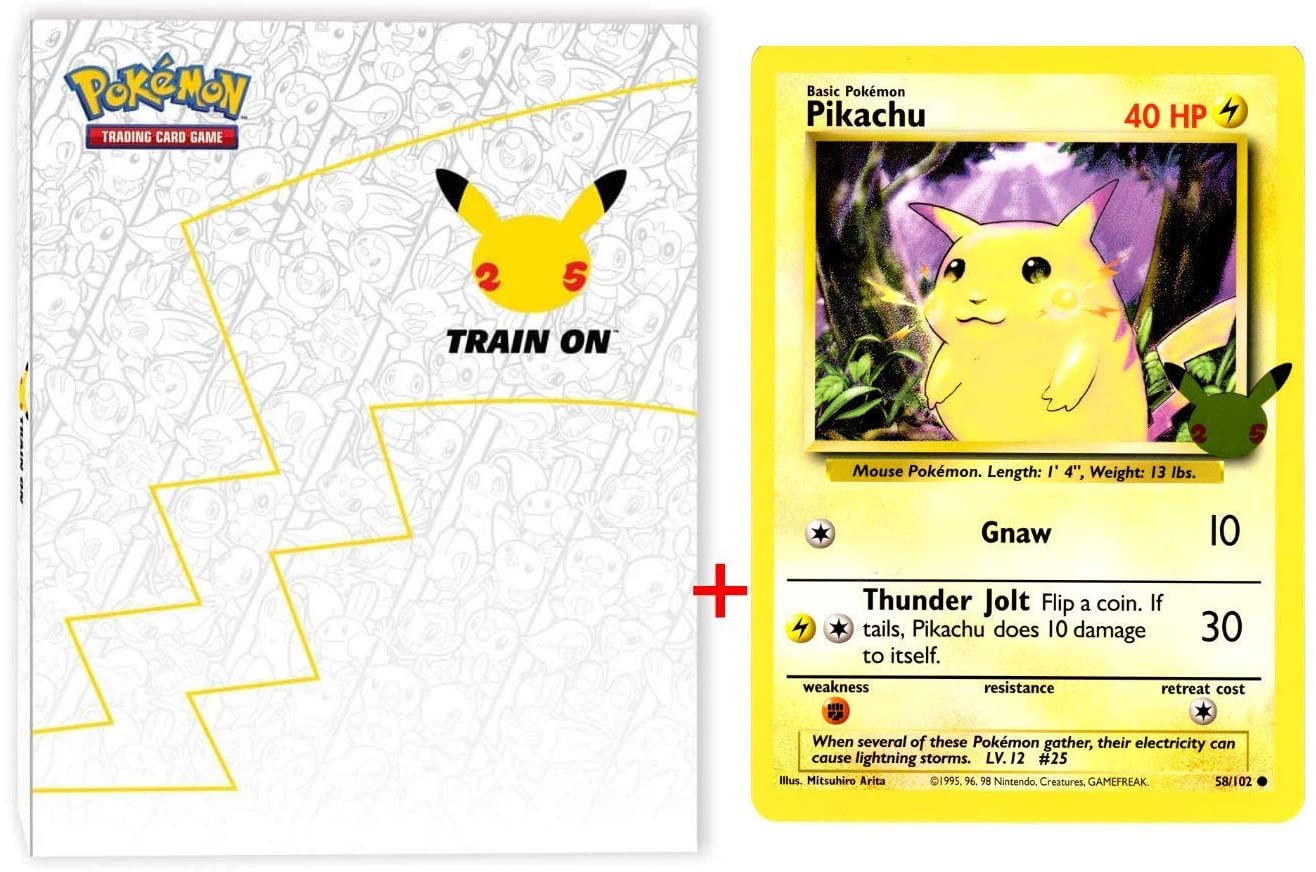 POKéMON
TRADING CARD GAME
2 5
TRAIN ON™
TRAIN ON
+
Basic Pokémon
Pikachu
40 HP
2 5
Mouse Pokémon. Length: 1' 4", Weight: 13 lbs.
Gnaw 10
Thunder Jolt Flip a coin. If
tails, Pikachu does 10 damage
to itself.
30
weakness resistance retreat cost
When several of these Pokémon gather, their electricity can
cause lightning storms. LV. 12 #25
Illus. Mitsuhiro Arita ©1995, 96, 98 Nintendo, Creatures, GAMEFREAK. 58/102 ●